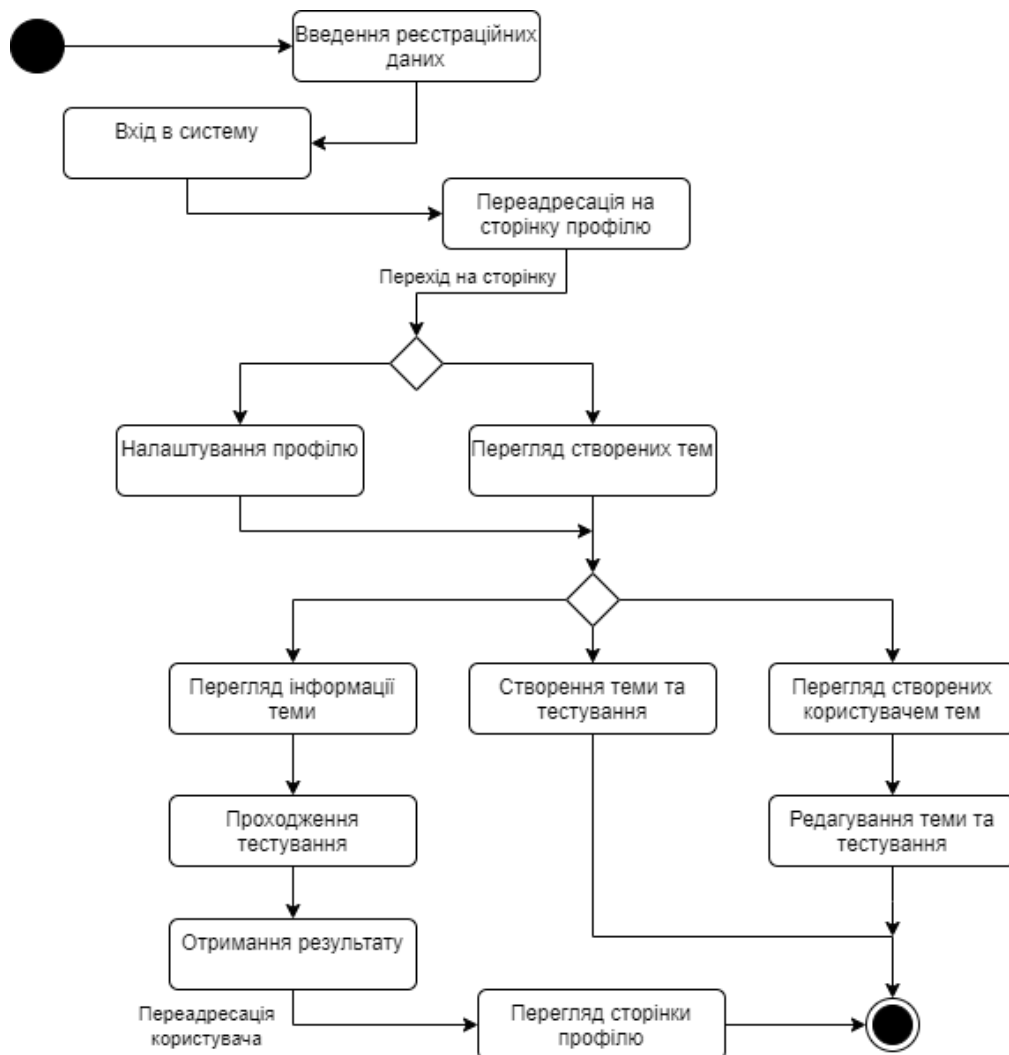 Введення реєстраційних
даних
Вхід в систему
Переадресація на
сторінку профілю
Перехід на сторінку
Налаштування профілю
Перегляд створених тем
Перегляд інформації
теми
Створення теми та
тестування
Перегляд створених
користувачем тем
Проходження
тестування
Редагування теми та
тестування
Отримання результату
Переадресація
користувача
Перегляд сторінки
профілю